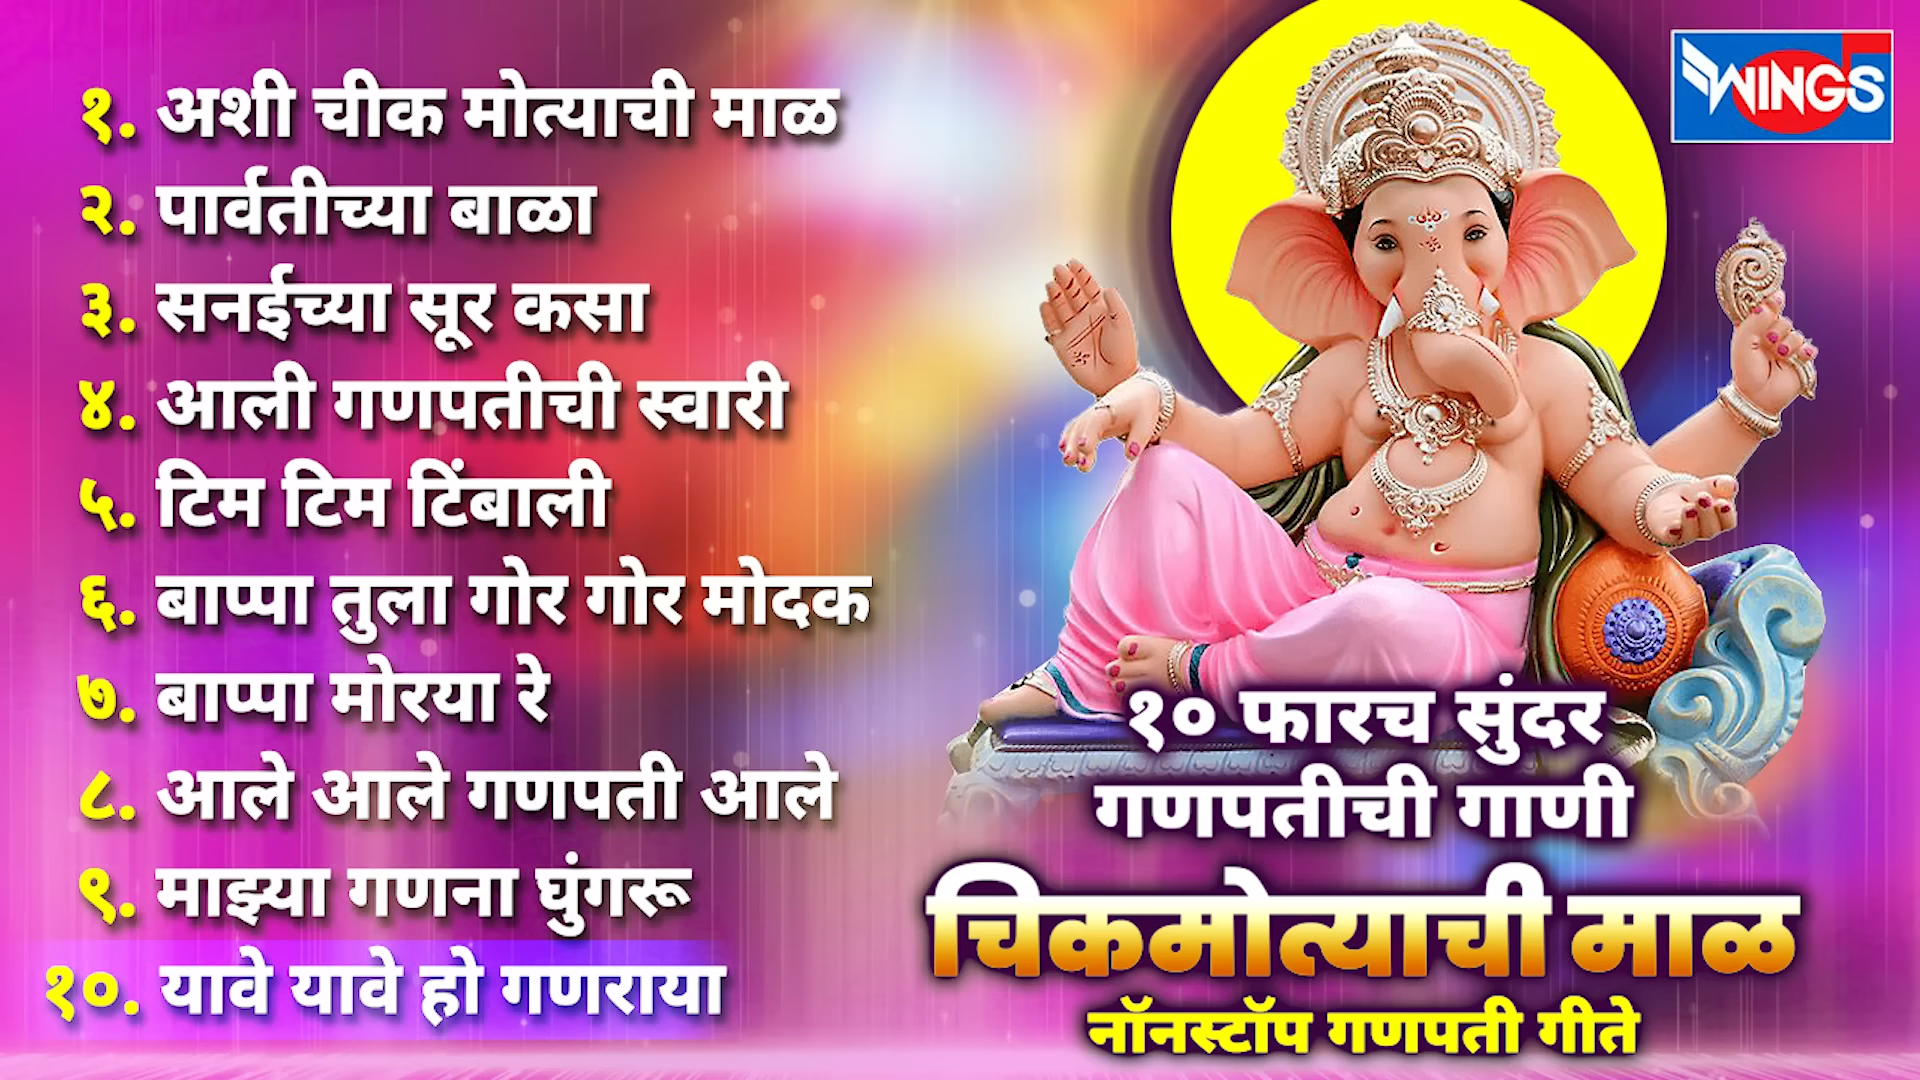 १. अशी चीक मोत्याची माळ
२. पार्वतीच्या बाळा
३. सनईच्या सूर कसा
४. आली गणपतीची स्वारी
५. टिम टिम टिंबाली
६. बाप्पा तुला गोर गोर मोदक
७. बाप्पा मोरया रे
८. आले आले गणपती आले
९. माझ्या गणना घुंगरू
१०. यावे यावे हो गणराया
WINGS
१० फारच सुंदर
गणपतीची गाणी
चिकमोत्याची माळ
नॉनस्टॉप गणपती गीते